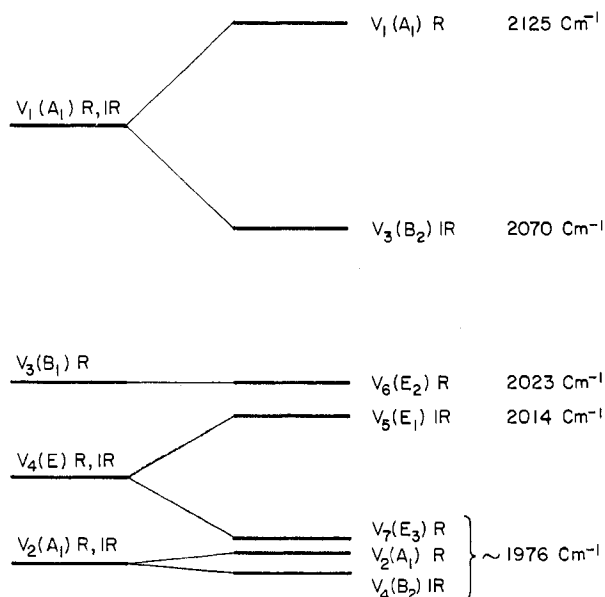 V₁(A₁) R 2125 Cm⁻¹
V₁(A₁) R, IR
V₃(B₂) IR 2070 Cm⁻¹
V₃(B₁) R
V₆(E₂) R 2023 Cm⁻¹
V₅(E₁) IR 2014 Cm⁻¹
V₄(E) R, IR
V₇(E₃) R
V₂(A₁) R, IR
V₂(A₁) R ~1976 Cm⁻¹
V₄(B₂) IR